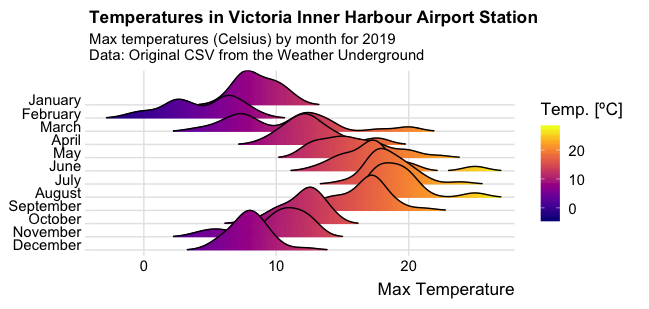 Temperatures in Victoria Inner Harbour Airport Station
Max temperatures (Celsius) by month for 2019
Data: Original CSV from the Weather Underground
January
February
March
April
May
June
July
August
September
October
November
December
0
10
20
Max Temperature
Temp. [ºC]
20
10
0